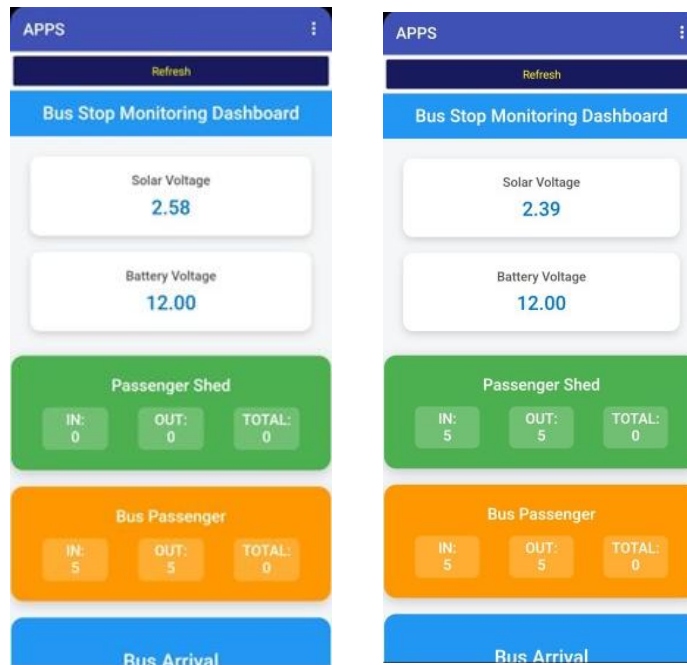 APPS
Refresh
Bus Stop Monitoring Dashboard
Solar Voltage
2.58
Battery Voltage
12.00
Passenger Shed
IN: OUT: TOTAL:
0 0 0
Bus Passenger
IN: OUT: TOTAL:
5 5 0
Bus Arrival
APPS
Refresh
Bus Stop Monitoring Dashboard
Solar Voltage
2.39
Battery Voltage
12.00
Passenger Shed
IN: OUT: TOTAL:
5 5 0
Bus Passenger
IN: OUT: TOTAL:
5 5 0
Bus Arrival